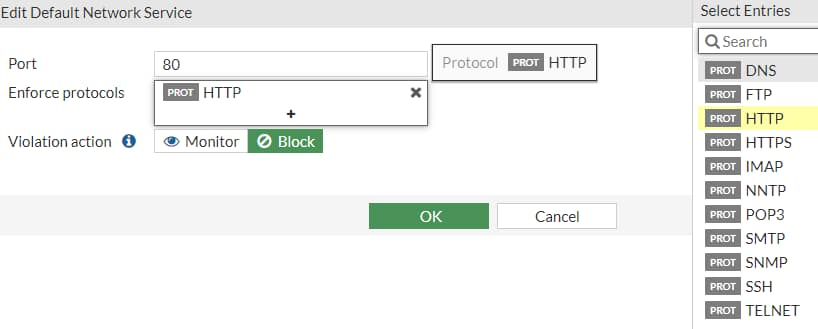 Edit Default Network Service
Port 80
Protocol PROT HTTP
Enforce protocols PROT HTTP ✖
+
Violation action Monitor Block
OK Cancel
Select Entries
Search
PROT DNS
PROT FTP
PROT HTTP
PROT HTTPS
PROT IMAP
PROT NNTP
PROT POP3
PROT SMTP
PROT SNMP
PROT SSH
PROT TELNET